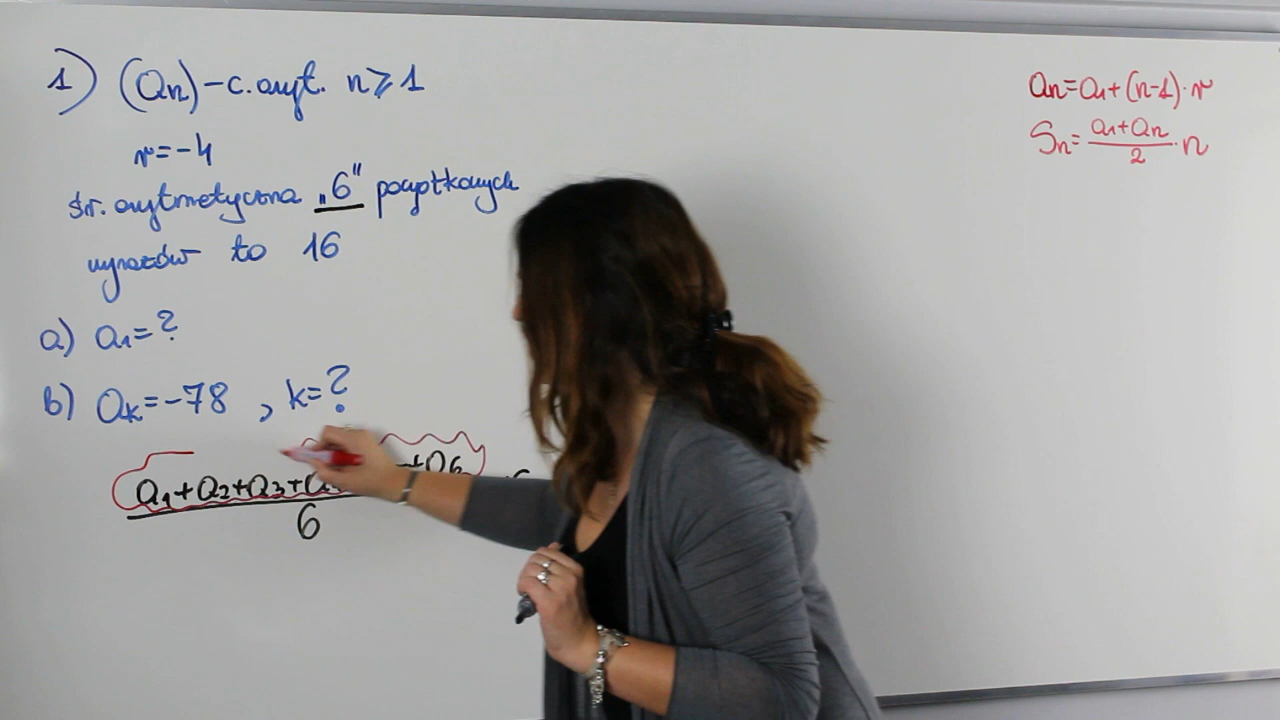 1) (an) - c. aryt. n ⩾ 1
r = -4
śr. arytmetyczna „6” początkowych
wyrazów to 16
a) a1 = ?
b) ak = -78 , k = ?
a1 + a2 + a3 + +a6
6
an = a1 + (n-1) · r
Sn = a1 + an / 2 · n